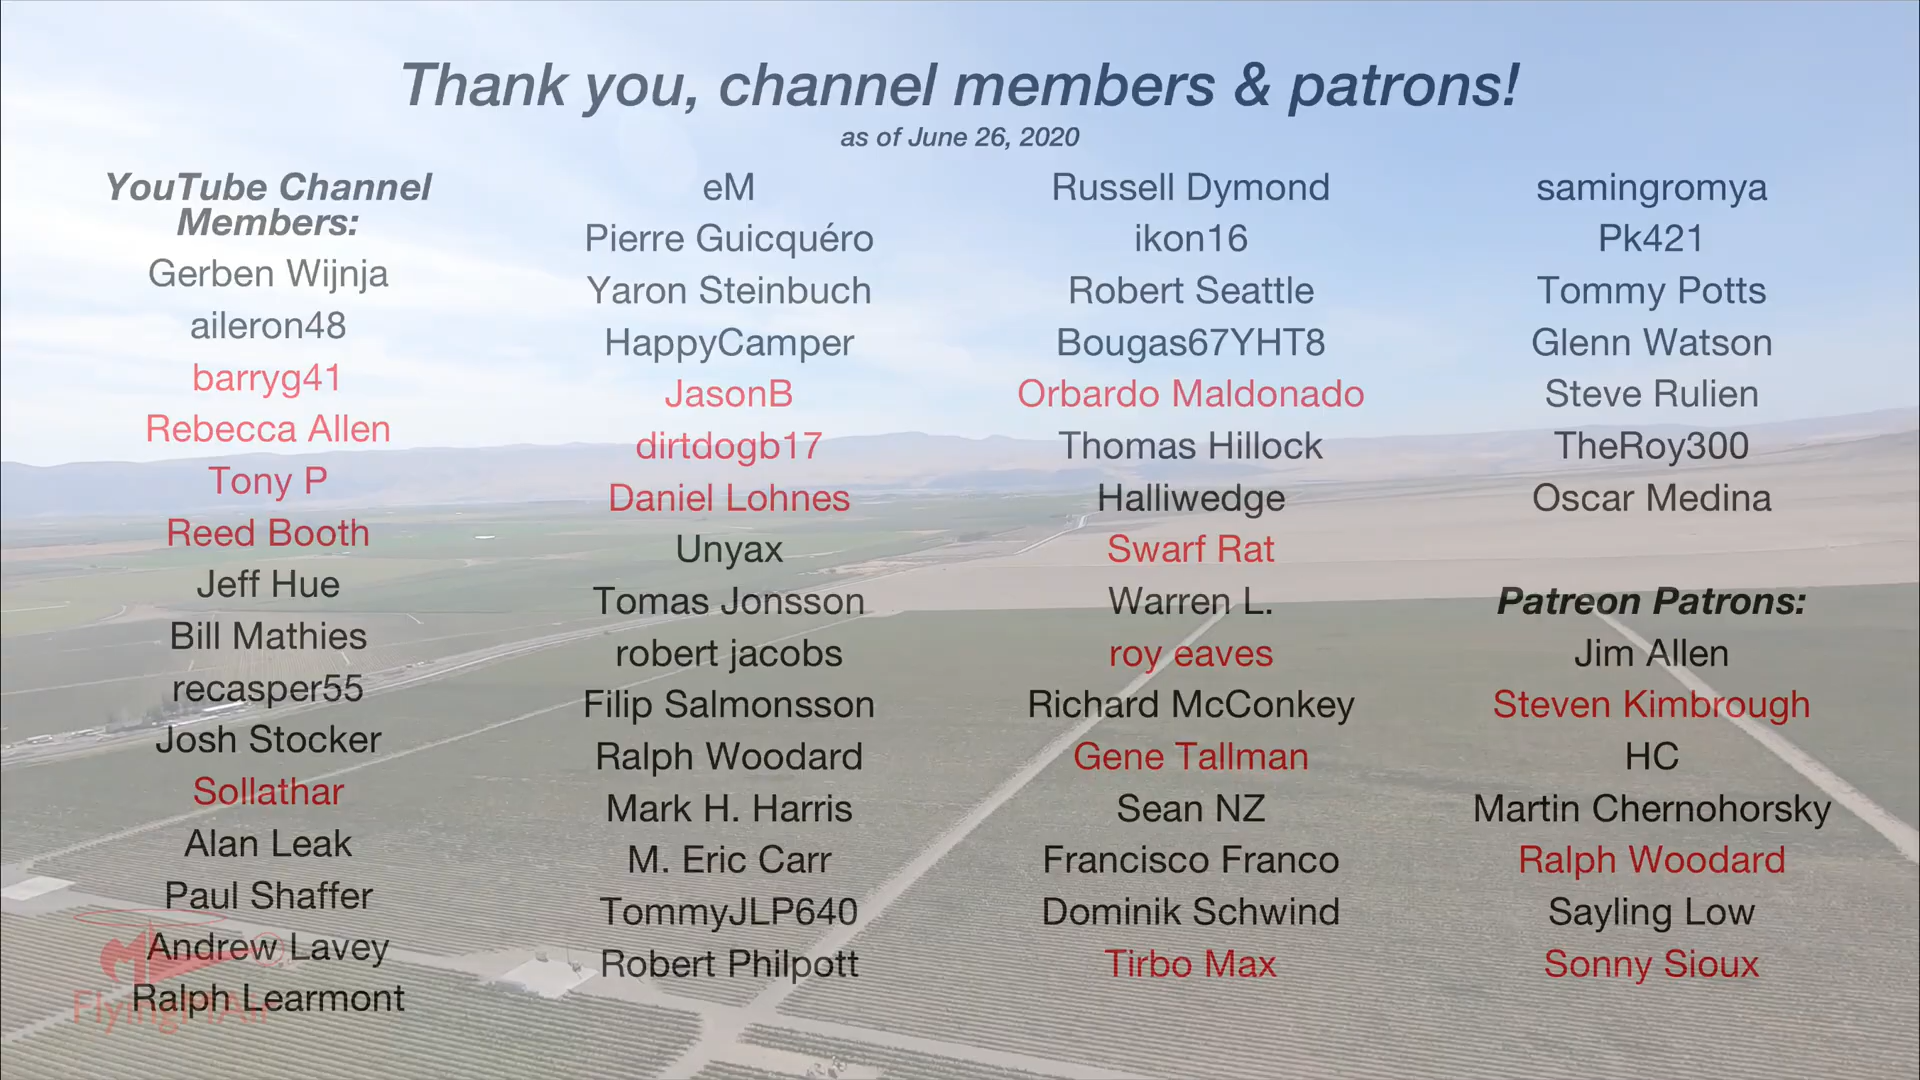 Thank you, channel members & patrons!
as of June 26, 2020
YouTube Channel
Members:
Gerben Wijnja
aileron48
barryg41
Rebecca Allen
Tony P
Reed Booth
Jeff Hue
Bill Mathies
recasper55
Josh Stocker
Sollathar
Alan Leak
Paul Shaffer
Andrew Lavey
Ralph Learmont
eM
Pierre Guicquéro
Yaron Steinbuch
HappyCamper
JasonB
dirtdogb17
Daniel Lohnes
Unyax
Tomas Jonsson
robert jacobs
Filip Salmonsson
Ralph Woodard
Mark H. Harris
M. Eric Carr
TommyJLP640
Robert Philpott
Russell Dymond
ikon16
Robert Seattle
Bougas67YHT8
Orbardo Maldonado
Thomas Hillock
Halliwedge
Swarf Rat
Warren L.
roy eaves
Richard McConkey
Gene Tallman
Sean NZ
Francisco Franco
Dominik Schwind
Tirbo Max
samingromya
Pk421
Tommy Potts
Glenn Watson
Steve Rulien
TheRoy300
Oscar Medina
Patreon Patrons:
Jim Allen
Steven Kimbrough
HC
Martin Chernohorsky
Ralph Woodard
Sayling Low
Sonny Sioux
FlyingMAir